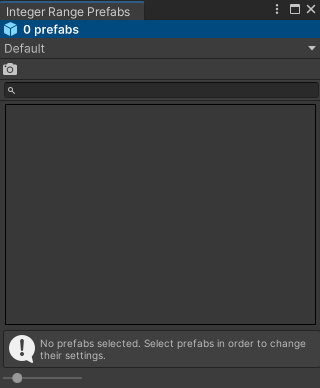 Integer Range Prefabs
0 prefabs
Default
No prefabs selected. Select prefabs in order to change
their settings.